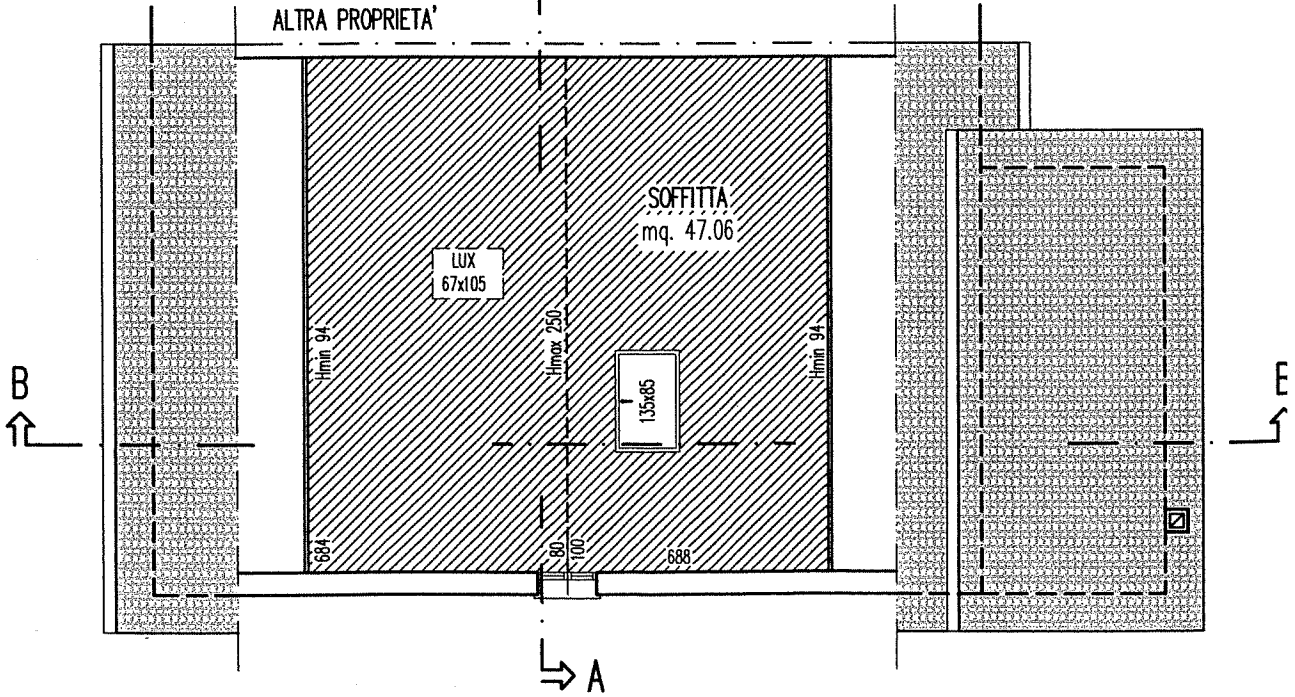 ALTRA PROPRIETA'
SOFFITTA
mq. 47.06
LUX
67x105
Hmin 94
Hmax 250
Hmin 94
135x85
B
E
684
80
100
688
A